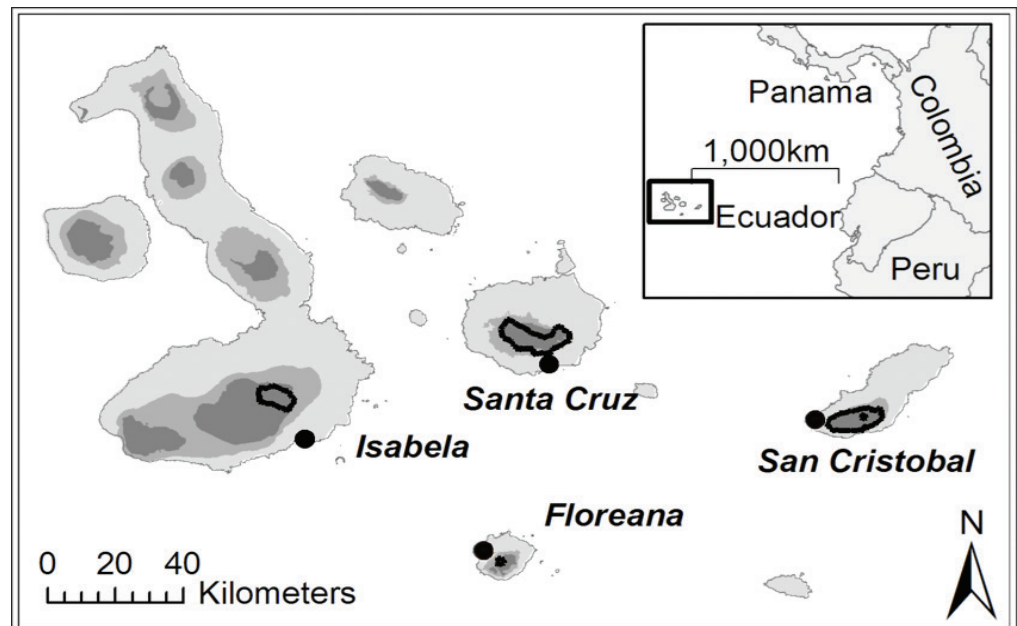 Panama
Colombia
1,000km
Ecuador
Peru
Santa Cruz
Isabela
San Cristobal
Floreana
N
0 20 40
Kilometers